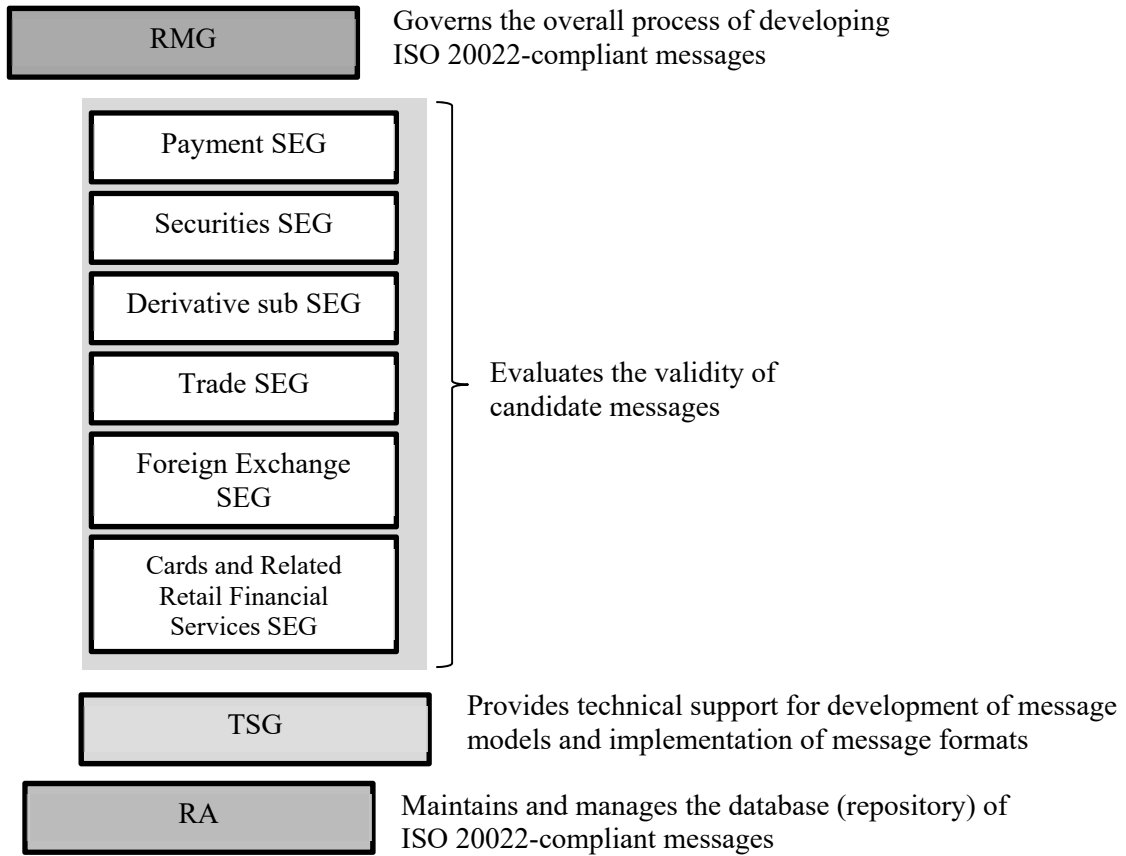 RMG
Governs the overall process of developing
ISO 20022-compliant messages
Payment SEG
Securities SEG
Derivative sub SEG
Trade SEG
Foreign Exchange
SEG
Cards and Related
Retail Financial
Services SEG
Evaluates the validity of
candidate messages
TSG
Provides technical support for development of message
models and implementation of message formats
RA
Maintains and manages the database (repository) of
ISO 20022-compliant messages